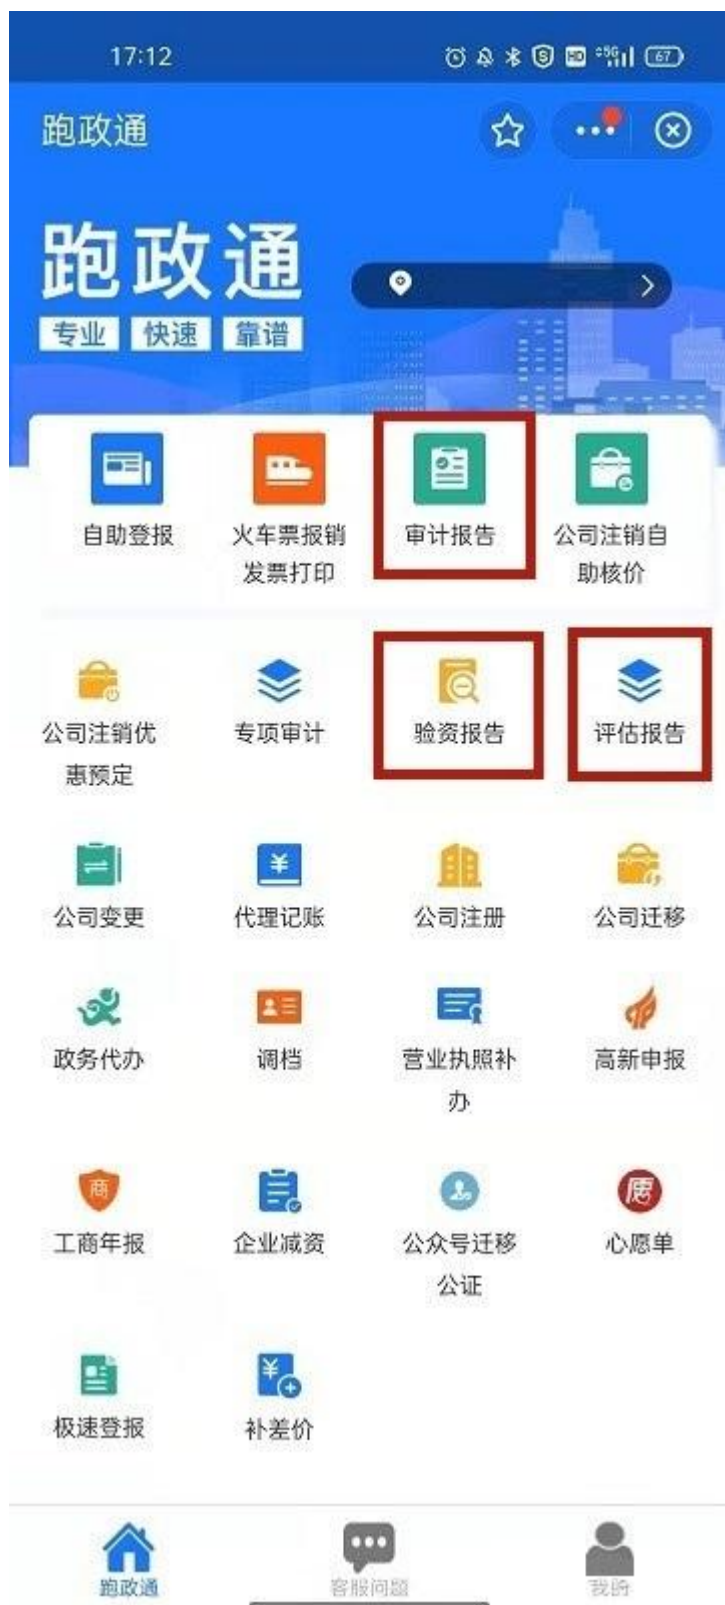 17:12
HD 5G 67
跑政通
跑政通
专业 快速 靠谱
自助登报 火车票报销 审计报告 公司注销自
发票打印 助核价
公司注销优 专项审计 验资报告 评估报告
惠预定
公司变更 代理记账 公司注册 公司迁移
政务代办 调档 营业执照补 高新申报
办
商 愿
工商年报 企业减资 公众号迁移 心愿单
公证
极速登报 补差价
跑政通 客服问题 我的